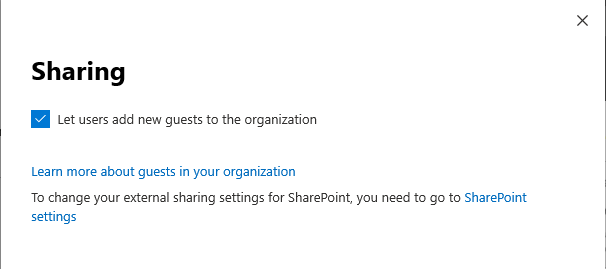 Sharing
Let users add new guests to the organization
Learn more about guests in your organization
To change your external sharing settings for SharePoint, you need to go to SharePoint
settings